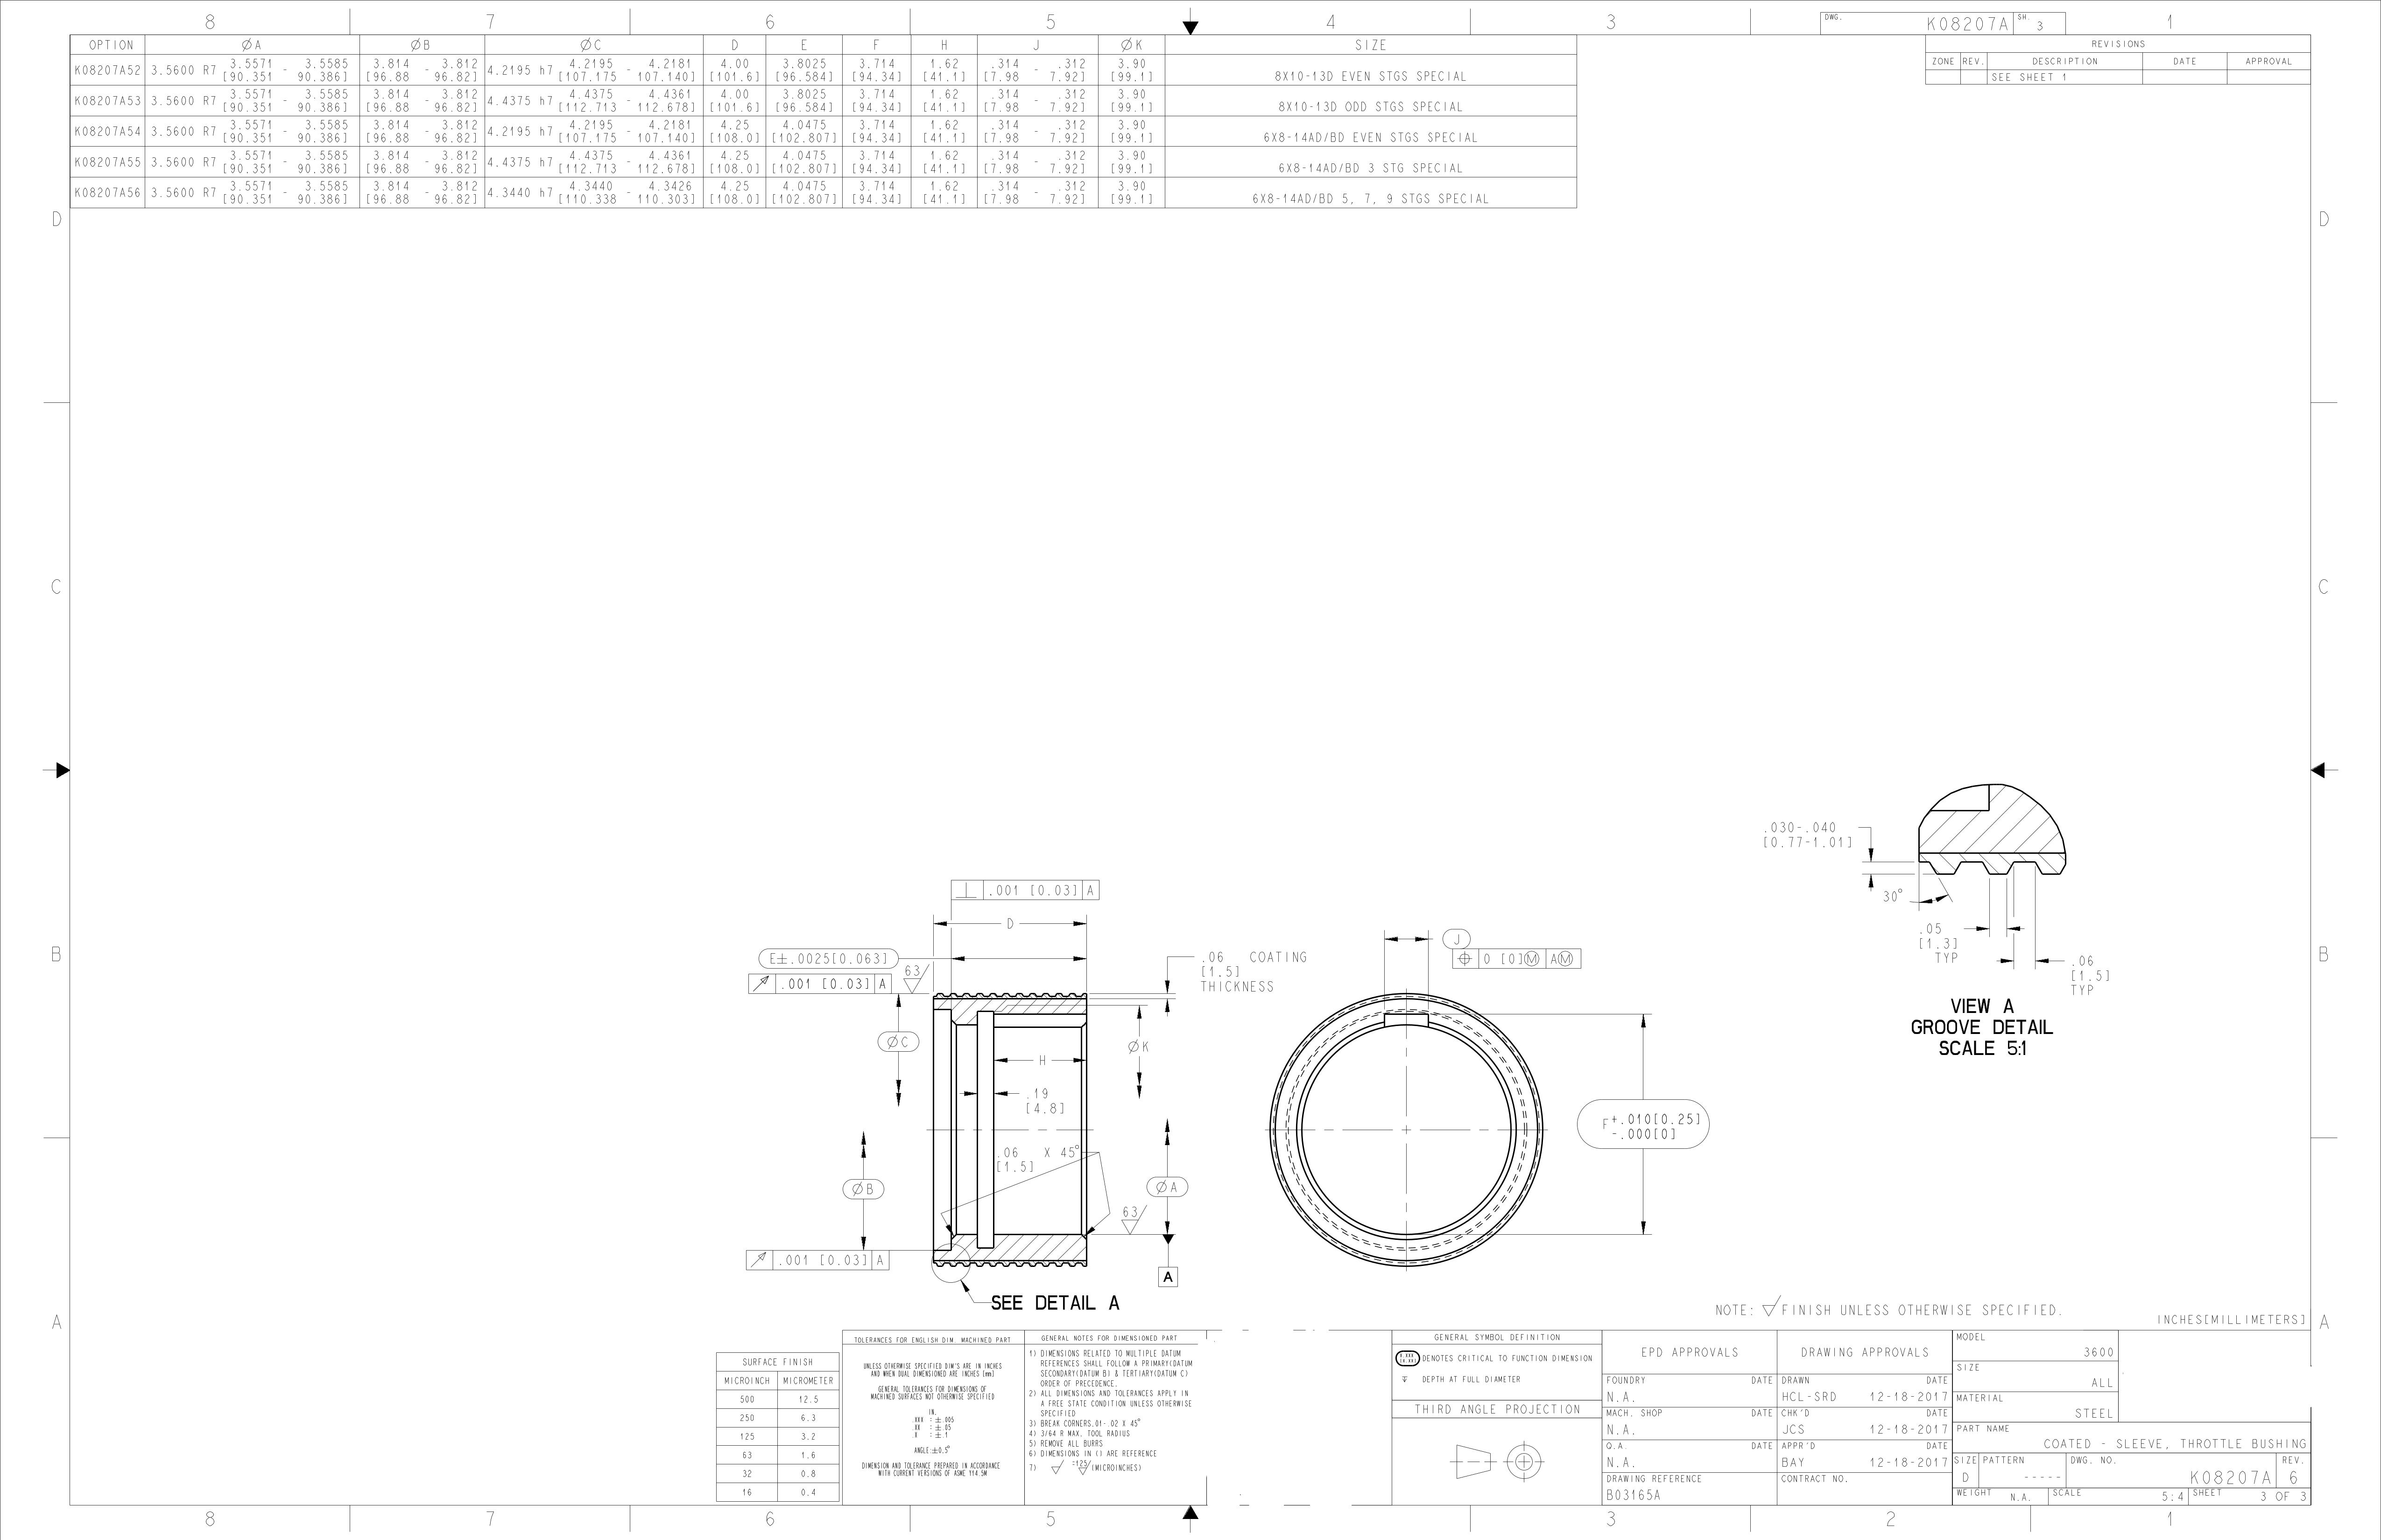 8 7 6 5 4 3 1
DWG. K08207A SH. 3
REVISIONS
ZONE REV. DESCRIPTION DATE APPROVAL
SEE SHEET 1
OPTION ØA ØB ØC D E F H J ØK SIZE
K08207A52 3.5600 R7 3.5571 - 3.5585 3.814 - 3.812 4.2195 h7 4.2195 - 4.2181 4.00 3.8025 3.714 1.62 .314 - .312 3.90 8X10-13D EVEN STGS SPECIAL
[90.351 90.386] [96.88 96.82] [107.175 107.140] [101.6] [96.584] [94.34] [41.1] [7.98 7.92] [99.1]
K08207A53 3.5600 R7 3.5571 - 3.5585 3.814 - 3.812 4.4375 h7 4.4375 - 4.4361 4.00 3.8025 3.714 1.62 .314 - .312 3.90 8X10-13D ODD STGS SPECIAL
[90.351 90.386] [96.88 96.82] [112.713 112.678] [101.6] [96.584] [94.34] [41.1] [7.98 7.92] [99.1]
K08207A54 3.5600 R7 3.5571 - 3.5585 3.814 - 3.812 4.2195 h7 4.2195 - 4.2181 4.25 4.0475 3.714 1.62 .314 - .312 3.90 6X8-14AD/BD EVEN STGS SPECIAL
[90.351 90.386] [96.88 96.82] [107.175 107.140] [108.0] [102.807] [94.34] [41.1] [7.98 7.92] [99.1]
K08207A55 3.5600 R7 3.5571 - 3.5585 3.814 - 3.812 4.4375 h7 4.4375 - 4.4361 4.25 4.0475 3.714 1.62 .314 - .312 3.90 6X8-14AD/BD 3 STG SPECIAL
[90.351 90.386] [96.88 96.82] [112.713 112.678] [108.0] [102.807] [94.34] [41.1] [7.98 7.92] [99.1]
K08207A56 3.5600 R7 3.5571 - 3.5585 3.814 - 3.812 4.3440 h7 4.3440 - 4.3426 4.25 4.0475 3.714 1.62 .314 - .312 3.90 6X8-14AD/BD 5, 7, 9 STGS SPECIAL
[90.351 90.386] [96.88 96.82] [110.338 110.303] [108.0] [102.807] [94.34] [41.1] [7.98 7.92] [99.1]
D D
C C
B B
A A
⊥ .001 [0.03] A
D
E±.0025[0.063]
.001 [0.03] A
63
ØC
ØB
.001 [0.03] A
H
.19
[4.8]
.06 X 45°
[1.5]
ØK
ØA
63
A
SEE DETAIL A
.06 COATING
[1.5]
THICKNESS
J
⌖ 0 [0]Ⓜ AⓂ
F+.010[0.25]
-.000[0]
.030-.040
[0.77-1.01]
30°
.05
[1.3]
TYP
.06
[1.5]
TYP
VIEW A
GROOVE DETAIL
SCALE 5:1
NOTE: FINISH UNLESS OTHERWISE SPECIFIED.
INCHES[MILLIMETERS]
SURFACE FINISH
MICROINCH MICROMETER
500 12.5
250 6.3
125 3.2
63 1.6
32 0.8
16 0.4
TOLERANCES FOR ENGLISH DIM. MACHINED PART
UNLESS OTHERWISE SPECIFIED DIM'S ARE IN INCHES
AND WHEN DUAL DIMENSIONED ARE INCHES [mm]
GENERAL TOLERANCES FOR DIMENSIONS OF
MACHINED SURFACES NOT OTHERWISE SPECIFIED
IN.
.XXX : ±.005
.XX : ±.05
.X : ±.1
ANGLE:±0.5°
DIMENSION AND TOLERANCE PREPARED IN ACCORDANCE
WITH CURRENT VERSIONS OF ASME Y14.5M
GENERAL NOTES FOR DIMENSIONED PART
1) DIMENSIONS RELATED TO MULTIPLE DATUM
REFERENCES SHALL FOLLOW A PRIMARY(DATUM
SECONDARY(DATUM B) & TERTIARY(DATUM C)
ORDER OF PRECEDENCE.
2) ALL DIMENSIONS AND TOLERANCES APPLY IN
A FREE STATE CONDITION UNLESS OTHERWISE
SPECIFIED
3) BREAK CORNERS.01-.02 X 45°
4) 3/64 R MAX. TOOL RADIUS
5) REMOVE ALL BURRS
6) DIMENSIONS IN () ARE REFERENCE
7) =125 (MICROINCHES)
GENERAL SYMBOL DEFINITION
X.XXX
[X.XX] DENOTES CRITICAL TO FUNCTION DIMENSION
DEPTH AT FULL DIAMETER
THIRD ANGLE PROJECTION
EPD APPROVALS
FOUNDRY DATE
N.A.
MACH. SHOP DATE
N.A.
Q.A. DATE
N.A.
DRAWING REFERENCE
B03165A
DRAWING APPROVALS
DRAWN DATE
HCL-SRD 12-18-2017
CHK'D DATE
JCS 12-18-2017
APPR'D DATE
BAY 12-18-2017
CONTRACT NO.
MODEL
3600
SIZE
ALL
MATERIAL
STEEL
PART NAME
COATED - SLEEVE, THROTTLE BUSHING
SIZE PATTERN DWG. NO. REV.
D ----- K08207A 6
WEIGHT N.A. SCALE 5:4 SHEET 3 OF 3
8 7 6 5 3 2 1